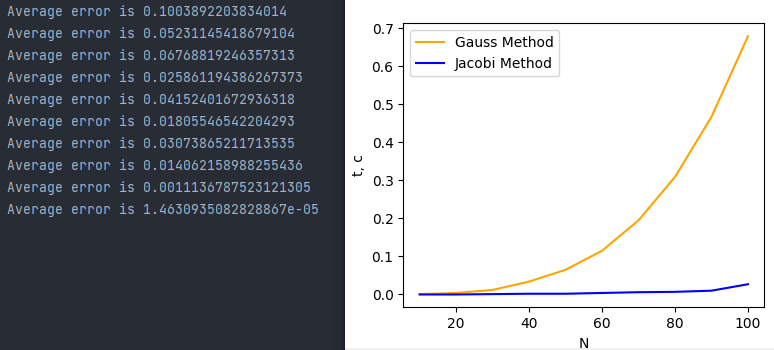 Average error is 0.1003892203834014
Average error is 0.05231145418679104
Average error is 0.06768819246357313
Average error is 0.025861194386267373
Average error is 0.04152401672936318
Average error is 0.01805546542204293
Average error is 0.03073865211713535
Average error is 0.014062158988255436
Average error is 0.0011136787523121305
Average error is 1.4630935082828867e-05
Gauss Method
Jacobi Method
t, c
0.7
0.6
0.5
0.4
0.3
0.2
0.1
0.0
20 40 60 80 100
N